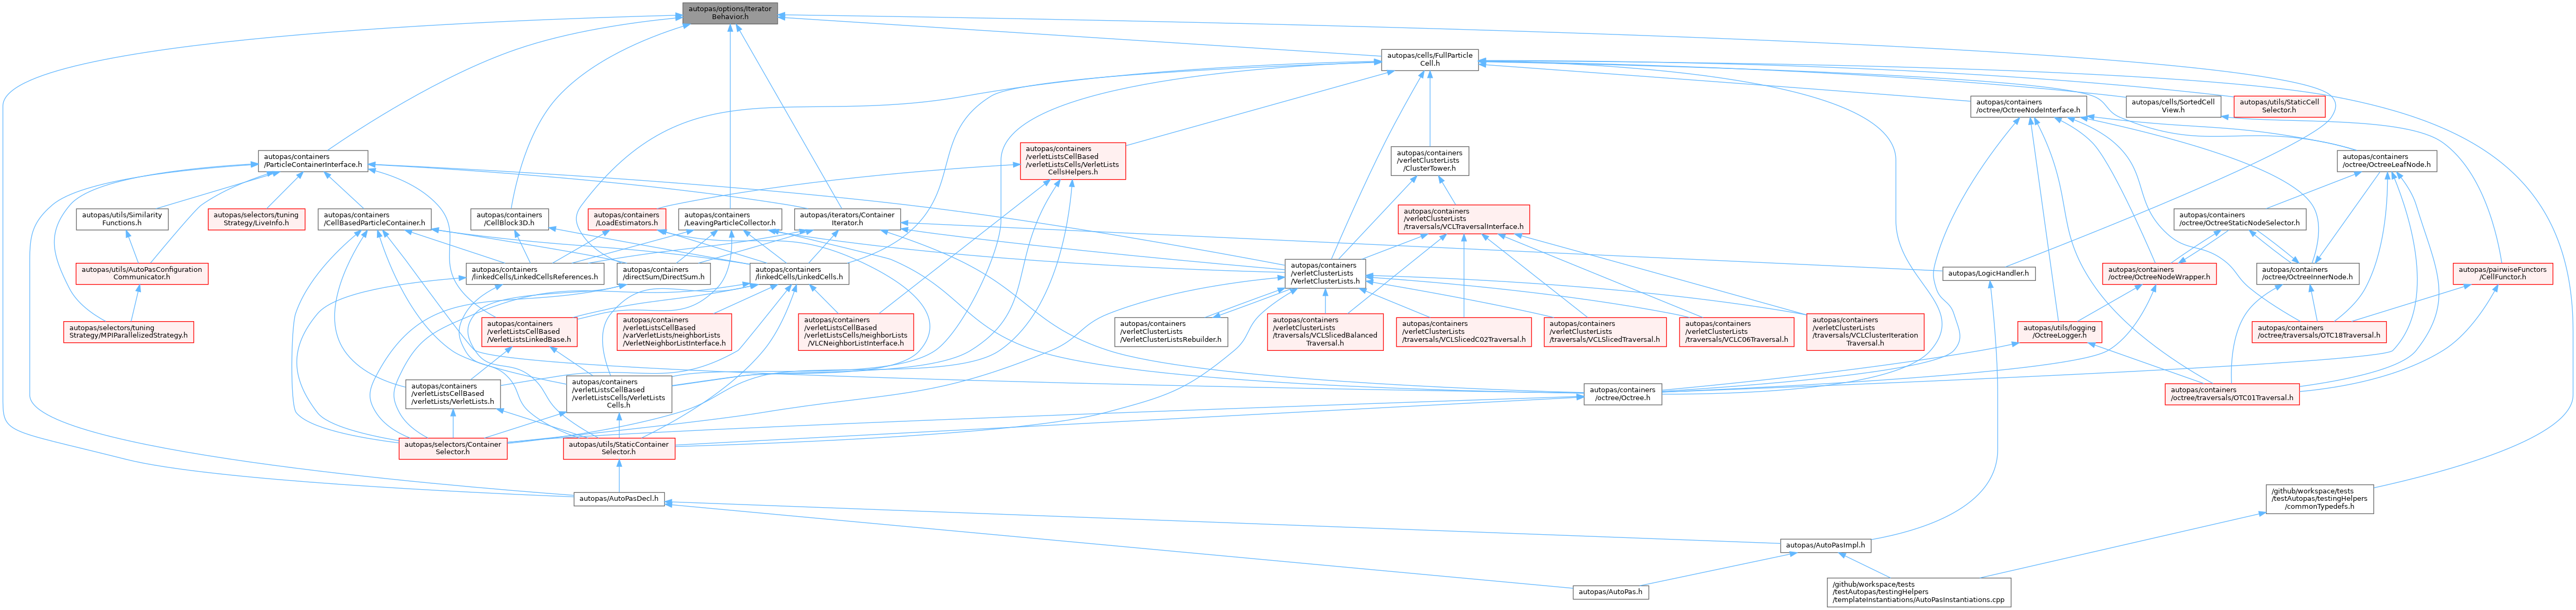 autopas/options/Iterator
Behavior.h
autopas/cells/FullParticle
Cell.h
autopas/containers
/octree/OctreeNodeInterface.h
autopas/cells/SortedCell
View.h
autopas/utils/StaticCell
Selector.h
autopas/containers
/ParticleContainerInterface.h
autopas/containers
/verletListsCellBased
/verletListsCells/VerletLists
CellsHelpers.h
autopas/containers
/verletClusterLists
/ClusterTower.h
autopas/containers
/octree/OctreeLeafNode.h
autopas/utils/Similarity
Functions.h
autopas/selectors/tuning
Strategy/LiveInfo.h
autopas/containers
/CellBasedParticleContainer.h
autopas/containers
/CellBlock3D.h
autopas/containers
/LoadEstimators.h
autopas/containers
/LeavingParticleCollector.h
autopas/iterators/Container
Iterator.h
autopas/containers
/verletClusterLists
/traversals/VCLTraversalInterface.h
autopas/containers
/octree/OctreeStaticNodeSelector.h
autopas/utils/AutoPasConfiguration
Communicator.h
autopas/containers
/linkedCells/LinkedCellsReferences.h
autopas/containers
/directSum/DirectSum.h
autopas/containers
/linkedCells/LinkedCells.h
autopas/containers
/verletClusterLists
/VerletClusterLists.h
autopas/LogicHandler.h
autopas/containers
/octree/OctreeNodeWrapper.h
autopas/containers
/octree/OctreeInnerNode.h
autopas/pairwiseFunctors
/CellFunctor.h
autopas/selectors/tuning
Strategy/MPIParallelizedStrategy.h
autopas/containers
/verletListsCellBased
/VerletListsLinkedBase.h
autopas/containers
/verletListsCellBased
/varVerletLists/neighborLists
/VerletNeighborListInterface.h
autopas/containers
/verletListsCellBased
/verletListsCells/neighborLists
/VLCNeighborListInterface.h
autopas/containers
/verletClusterLists
/VerletClusterListsRebuilder.h
autopas/containers
/verletClusterLists
/traversals/VCLSlicedBalanced
Traversal.h
autopas/containers
/verletClusterLists
/traversals/VCLSlicedC02Traversal.h
autopas/containers
/verletClusterLists
/traversals/VCLSlicedTraversal.h
autopas/containers
/verletClusterLists
/traversals/VCLC06Traversal.h
autopas/containers
/verletClusterLists
/traversals/VCLClusterIteration
Traversal.h
autopas/utils/logging
/OctreeLogger.h
autopas/containers
/octree/traversals/OTC18Traversal.h
autopas/containers
/verletListsCellBased
/verletLists/VerletLists.h
autopas/containers
/verletListsCellBased
/verletListsCells/VerletLists
Cells.h
autopas/containers
/octree/Octree.h
autopas/containers
/octree/traversals/OTC01Traversal.h
autopas/selectors/Container
Selector.h
autopas/utils/StaticContainer
Selector.h
autopas/AutoPasDecl.h
/github/workspace/tests
/testAutopas/testingHelpers
/commonTypedefs.h
autopas/AutoPasImpl.h
autopas/AutoPas.h
/github/workspace/tests
/testAutopas/testingHelpers
/templateInstantiations/AutoPasInstantiations.cpp